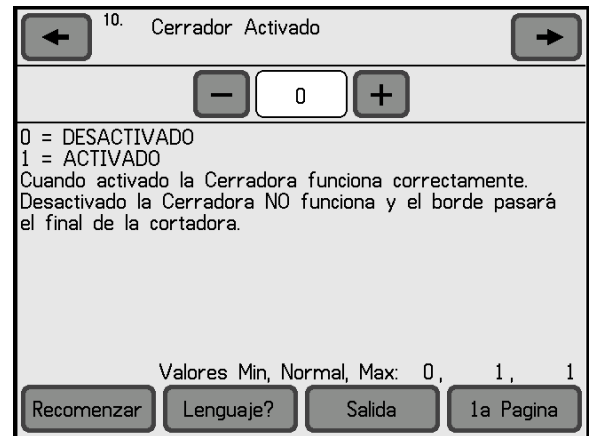 10. Cerrador Activado
− 0 +
0 = DESACTIVADO
1 = ACTIVADO
Cuando activado la Cerradora funciona correctamente.
Desactivado la Cerradora NO funciona y el borde pasará
el final de la cortadora.
Valores Min, Normal, Max: 0, 1, 1
Recomenzar Lenguaje? Salida 1a Pagina